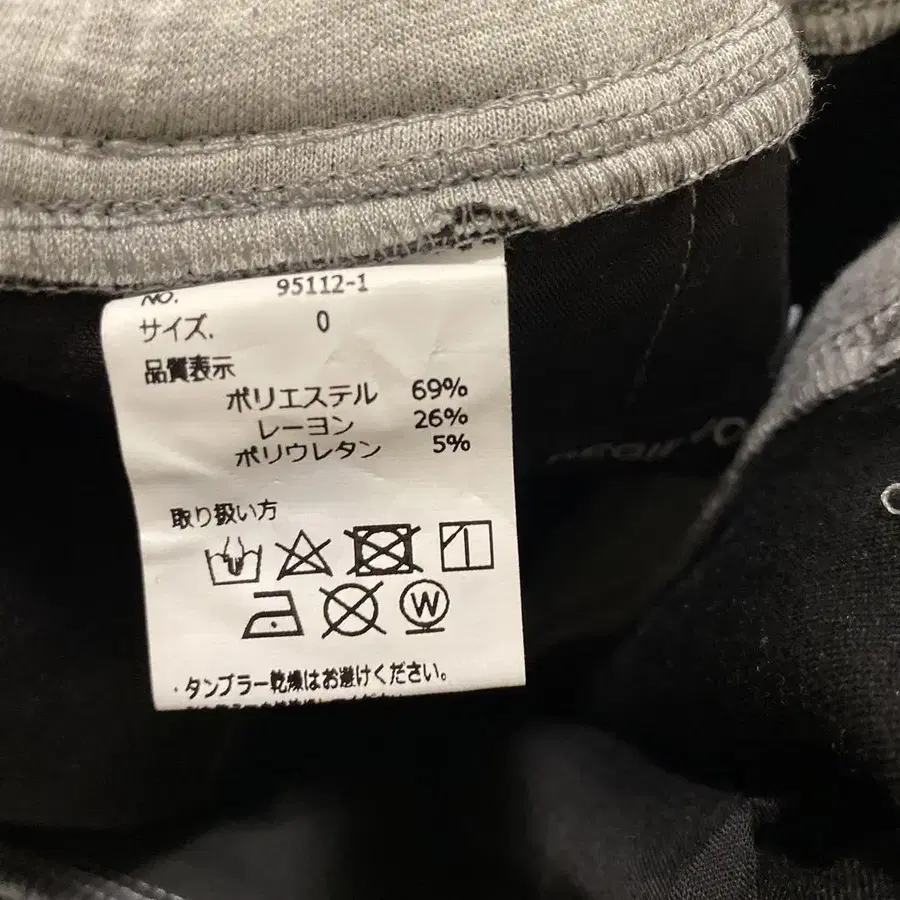 NO. 95112-1
サイズ. 0
品質表示
ポリエステル 69%
レーヨン 26%
ポリウレタン 5%
取り扱い方
W
・タンブラー乾燥はお避けください。